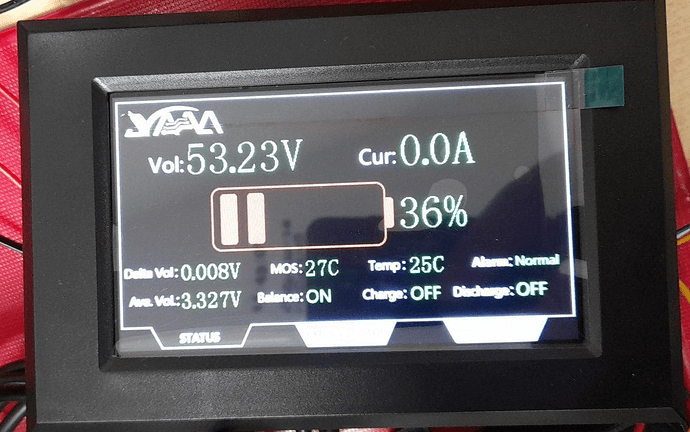 Vol: 53.23V Cur: 0.0A
36%
Delta Vol: 0.008V MOS: 27C Temp: 25C Alarm: Normal
Ave. Vol.: 3.327V Balance: ON Charge: OFF Discharge: OFF
STATUS